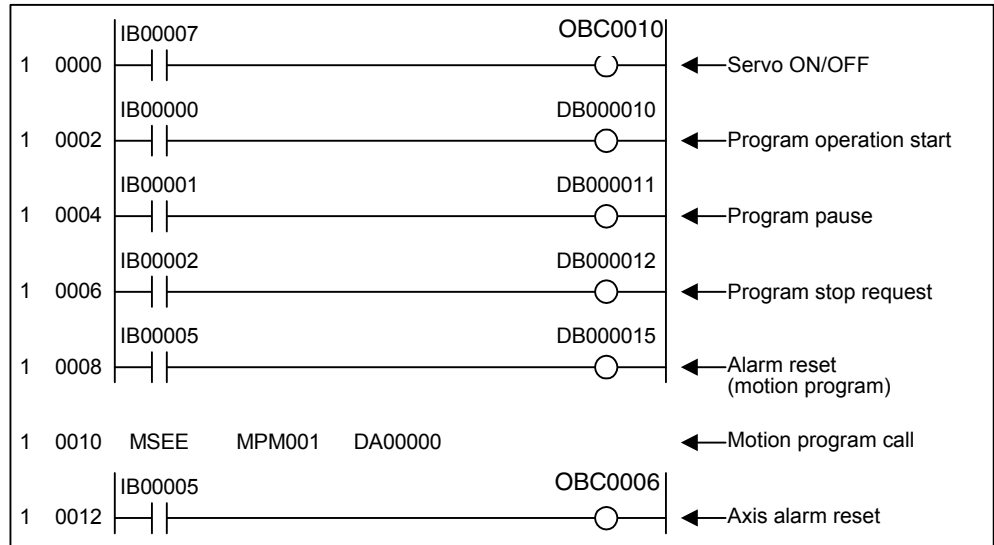 IB00007 OBC0010
1 0000 Servo ON/OFF
IB00000 DB000010
1 0002 Program operation start
IB00001 DB000011
1 0004 Program pause
IB00002 DB000012
1 0006 Program stop request
IB00005 DB000015
1 0008 Alarm reset
(motion program)
1 0010 MSEE MPM001 DA00000 Motion program call
IB00005 OBC0006
1 0012 Axis alarm reset